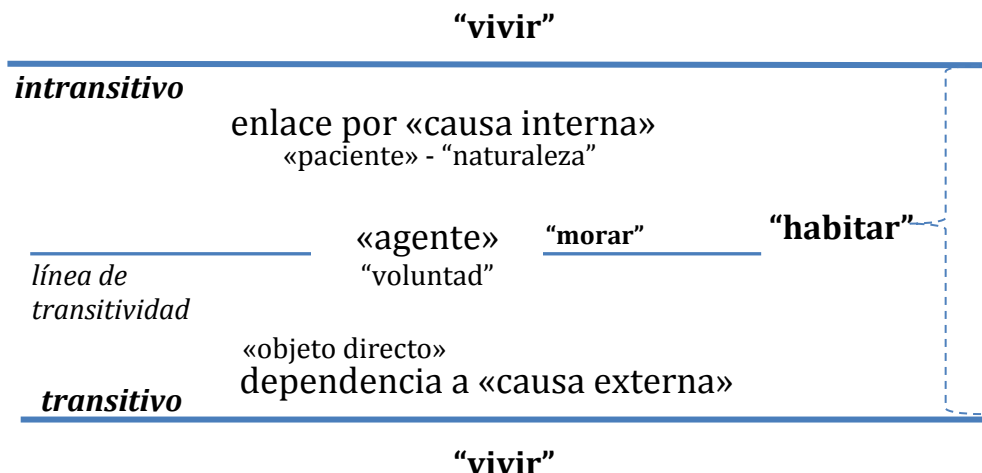 “vivir”
intransitivo
enlace por «causa interna»
«paciente» - “naturaleza”
«agente» “morar” “habitar”
“voluntad”
línea de
transitividad
«objeto directo»
dependencia a «causa externa»
transitivo
“vivir”